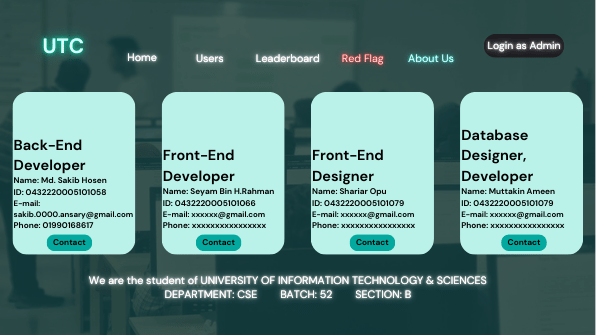 UTC
Home Users Leaderboard Red Flag About Us
Login as Admin
Back-End
Developer
Name: Md. Sakib Hosen
ID: 0432220005101058
E-mail:
sakib.0000.ansary@gmail.com
Phone: 01990168617
Contact
Front-End
Developer
Name: Seyam Bin H.Rahman
ID: 0432220005101066
E-mail: xxxxxx@gmail.com
Phone: xxxxxxxxxxxxxxxx
Contact
Front-End
Designer
Name: Shariar Opu
ID: 0432220005101079
E-mail: xxxxxx@gmail.com
Phone: xxxxxxxxxxxxxxxx
Contact
Database
Designer,
Developer
Name: Muttakin Ameen
ID: 0432220005101079
E-mail: xxxxxx@gmail.com
Phone: xxxxxxxxxxxxxxxx
Contact
We are the student of UNIVERSITY OF INFORMATION TECHNOLOGY & SCIENCES
DEPARTMENT: CSE BATCH: 52 SECTION: B